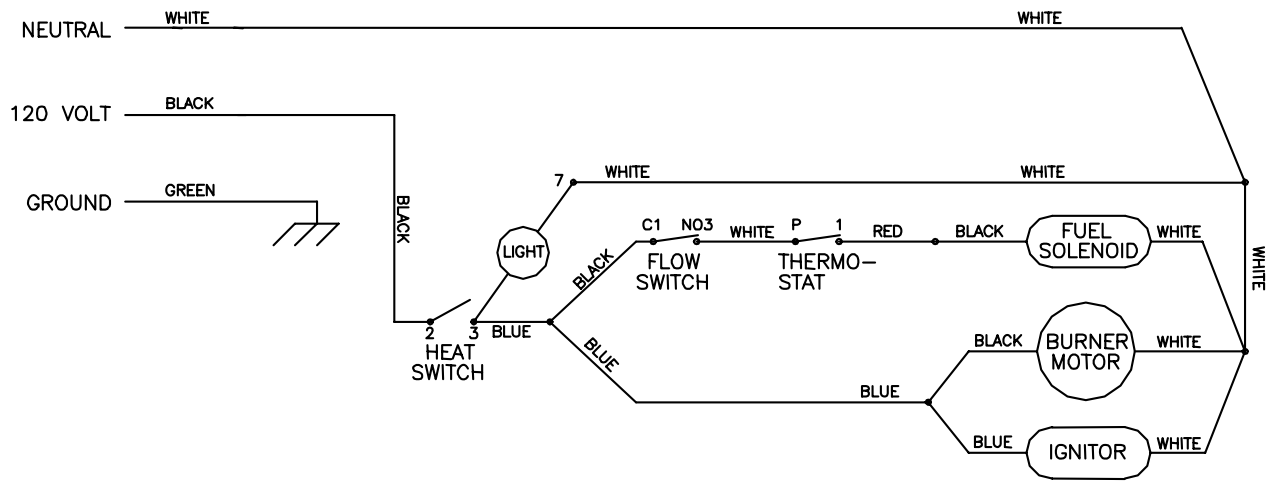 NEUTRAL
WHITE
WHITE
120 VOLT
BLACK
GROUND
GREEN
BLACK
7
WHITE
WHITE
LIGHT
C1
NO3
FLOW
SWITCH
WHITE
P
1
THERMO-
STAT
RED
BLACK
FUEL
SOLENOID
WHITE
WHITE
BLACK
2
3
HEAT
SWITCH
BLUE
BLUE
BLUE
BLACK
BURNER
MOTOR
WHITE
BLUE
IGNITOR
WHITE